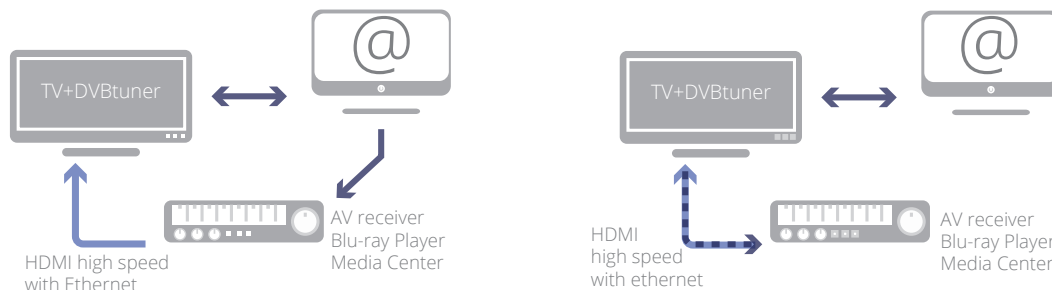 @
TV+DVBtuner
AV receiver
Blu-ray Player
Media Center
HDMI high speed
with Ethernet
@
TV+DVBtuner
HDMI
high speed
with ethernet
AV receiver
Blu-ray Player
Media Center